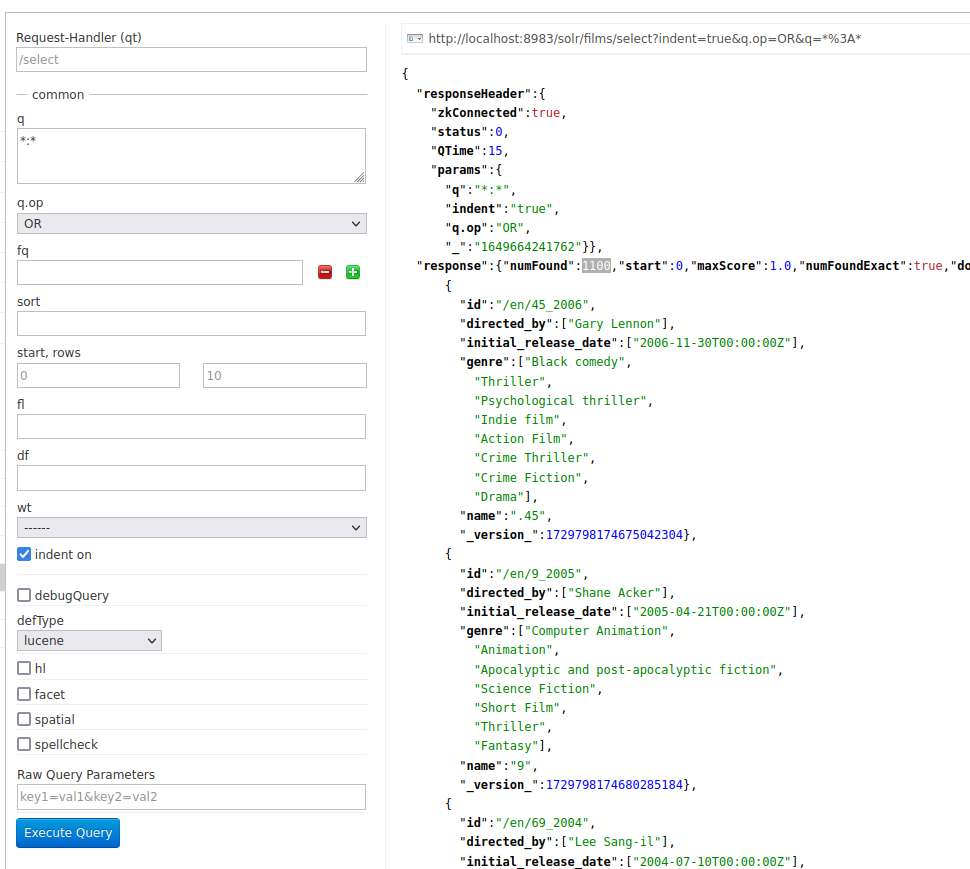 Request-Handler (qt)
/select
common
q
*:*
q.op
OR
fq
sort
start, rows
0
10
fl
df
wt
------
indent on
debugQuery
defType
lucene
hl
facet
spatial
spellcheck
Raw Query Parameters
key1=val1&key2=val2
Execute Query
http://localhost:8983/solr/films/select?indent=true&q.op=OR&q=*%3A*
{
"responseHeader":{
"zkConnected":true,
"status":0,
"QTime":15,
"params":{
"q":"*:*",
"indent":"true",
"q.op":"OR",
"_":"1649664241762"}},
"response":{"numFound":1100,"start":0,"maxScore":1.0,"numFoundExact":true,"do
{
"id":"/en/45_2006",
"directed_by":["Gary Lennon"],
"initial_release_date":["2006-11-30T00:00:00Z"],
"genre":["Black comedy",
"Thriller",
"Psychological thriller",
"Indie film",
"Action Film",
"Crime Thriller",
"Crime Fiction",
"Drama"],
"name":".45",
"_version_":1729798174675042304},
{
"id":"/en/9_2005",
"directed_by":["Shane Acker"],
"initial_release_date":["2005-04-21T00:00:00Z"],
"genre":["Computer Animation",
"Animation",
"Apocalyptic and post-apocalyptic fiction",
"Science Fiction",
"Short Film",
"Thriller",
"Fantasy"],
"name":"9",
"_version_":1729798174680285184},
{
"id":"/en/69_2004",
"directed_by":["Lee Sang-il"],
"initial_release_date":["2004-07-10T00:00:00Z"],